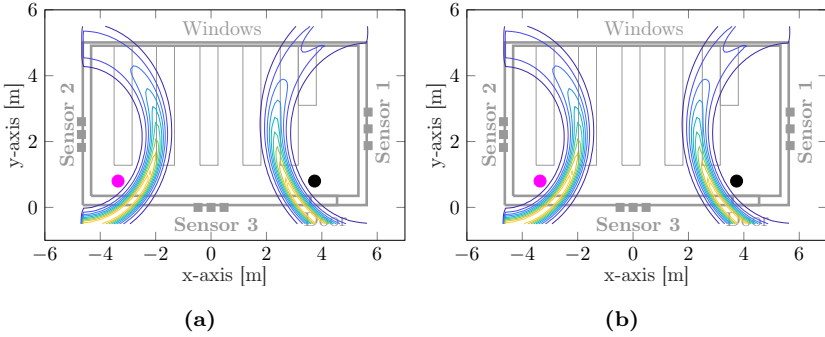 6
4
2
0
−6 −4 −2 0 2 4 6
x-axis [m]
y-axis [m]
Windows
Sensor 2
Sensor 1
Sensor 3
Door
(a)
6
4
2
0
−6 −4 −2 0 2 4 6
x-axis [m]
y-axis [m]
Windows
Sensor 2
Sensor 1
Sensor 3
Door
(b)